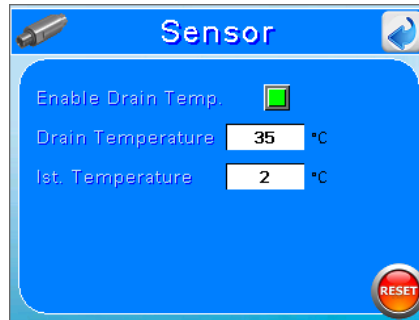 Sensor
Enable Drain Temp.
Drain Temperature 35 °C
Ist. Temperature 2 °C
RESET